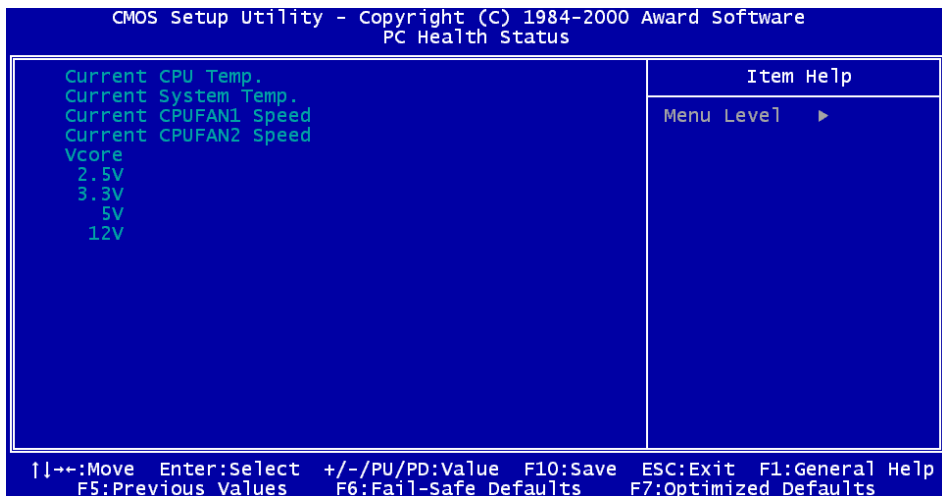 CMOS Setup Utility - Copyright (C) 1984-2000 Award Software
PC Health Status
Current CPU Temp.
Current System Temp.
Current CPUFAN1 Speed
Current CPUFAN2 Speed
Vcore
2.5V
3.3V
5V
12V
Item Help
Menu Level ▶
↑↓→←:Move Enter:Select +/-/PU/PD:Value F10:Save ESC:Exit F1:General Help
F5:Previous Values F6:Fail-Safe Defaults F7:Optimized Defaults